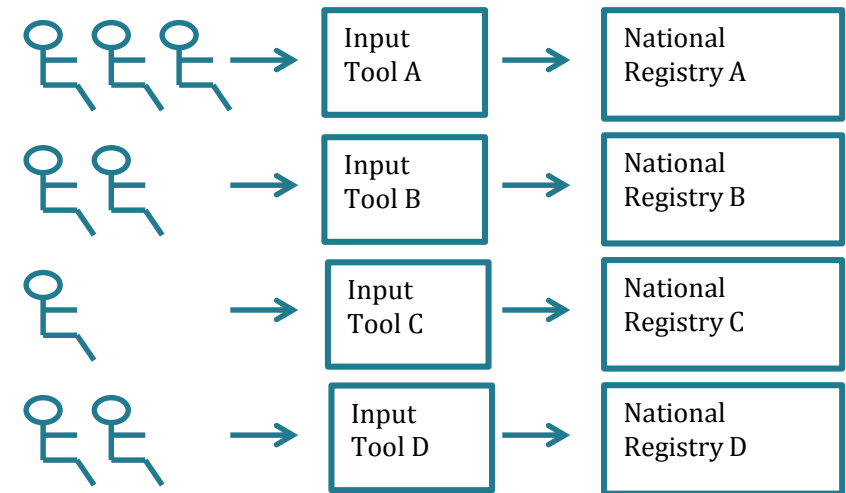 Input
Tool A
National
Registry A
Input
Tool B
National
Registry B
Input
Tool C
National
Registry C
Input
Tool D
National
Registry D